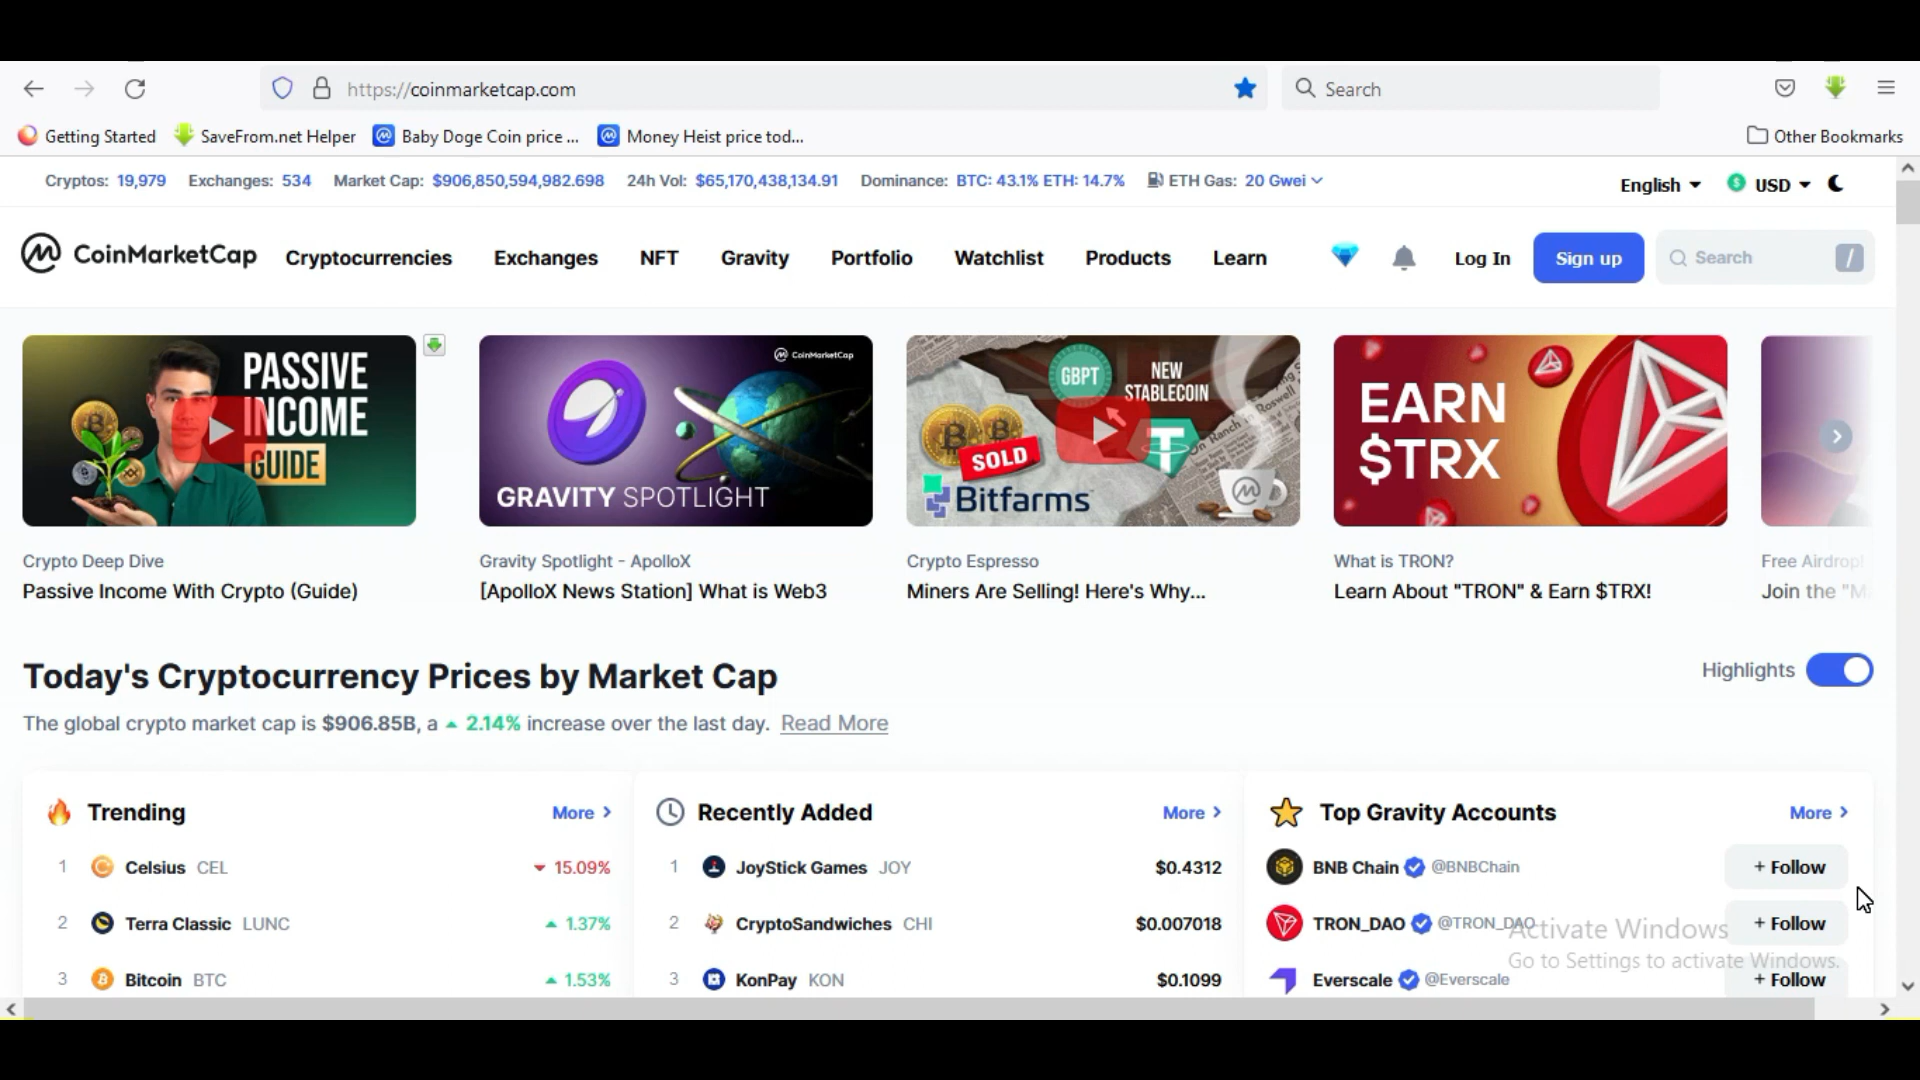 https://coinmarketcap.com
Search
Getting Started
SaveFrom.net Helper
Baby Doge Coin price ...
Money Heist price tod...
Other Bookmarks
Cryptos: 19,979 Exchanges: 534 Market Cap: $906,850,594,982.698 24h Vol: $65,170,438,134.91 Dominance: BTC: 43.1% ETH: 14.7% ETH Gas: 20 Gwei
English
USD
CoinMarketCap
Cryptocurrencies
Exchanges
NFT
Gravity
Portfolio
Watchlist
Products
Learn
Log In
Sign up
Search /
PASSIVE
INCOME
GUIDE
CoinMarketCap
GRAVITY SPOTLIGHT
GBPT
NEW
STABLECOIN
SOLD
Bitfarms
EARN
$TRX
Crypto Deep Dive
Passive Income With Crypto (Guide)
Gravity Spotlight - ApolloX
[ApolloX News Station] What is Web3
Crypto Espresso
Miners Are Selling! Here's Why...
What is TRON?
Learn About "TRON" & Earn $TRX!
Free Airdrop!
Join the "M
Today's Cryptocurrency Prices by Market Cap
Highlights
The global crypto market cap is $906.85B, a 2.14% increase over the last day. Read More
Trending
More
1 Celsius CEL 15.09%
2 Terra Classic LUNC 1.37%
3 Bitcoin BTC 1.53%
Recently Added
More
1 JoyStick Games JOY $0.4312
2 CryptoSandwiches CHI $0.007018
3 KonPay KON $0.1099
Top Gravity Accounts
More
BNB Chain @BNBChain + Follow
TRON_DAO @TRON_DAO + Follow
Everscale @Everscale + Follow
Activate Windows
Go to Settings to activate Windows.